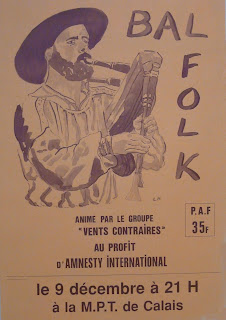 BAL
FOLK
ANIME PAR LE GROUPE
"VENTS CONTRAIRES"
AU PROFIT
D'AMNESTY INTERNATIONAL
P.A.F
35F
le 9 décembre à 21 H
à la M.P.T. de Calais